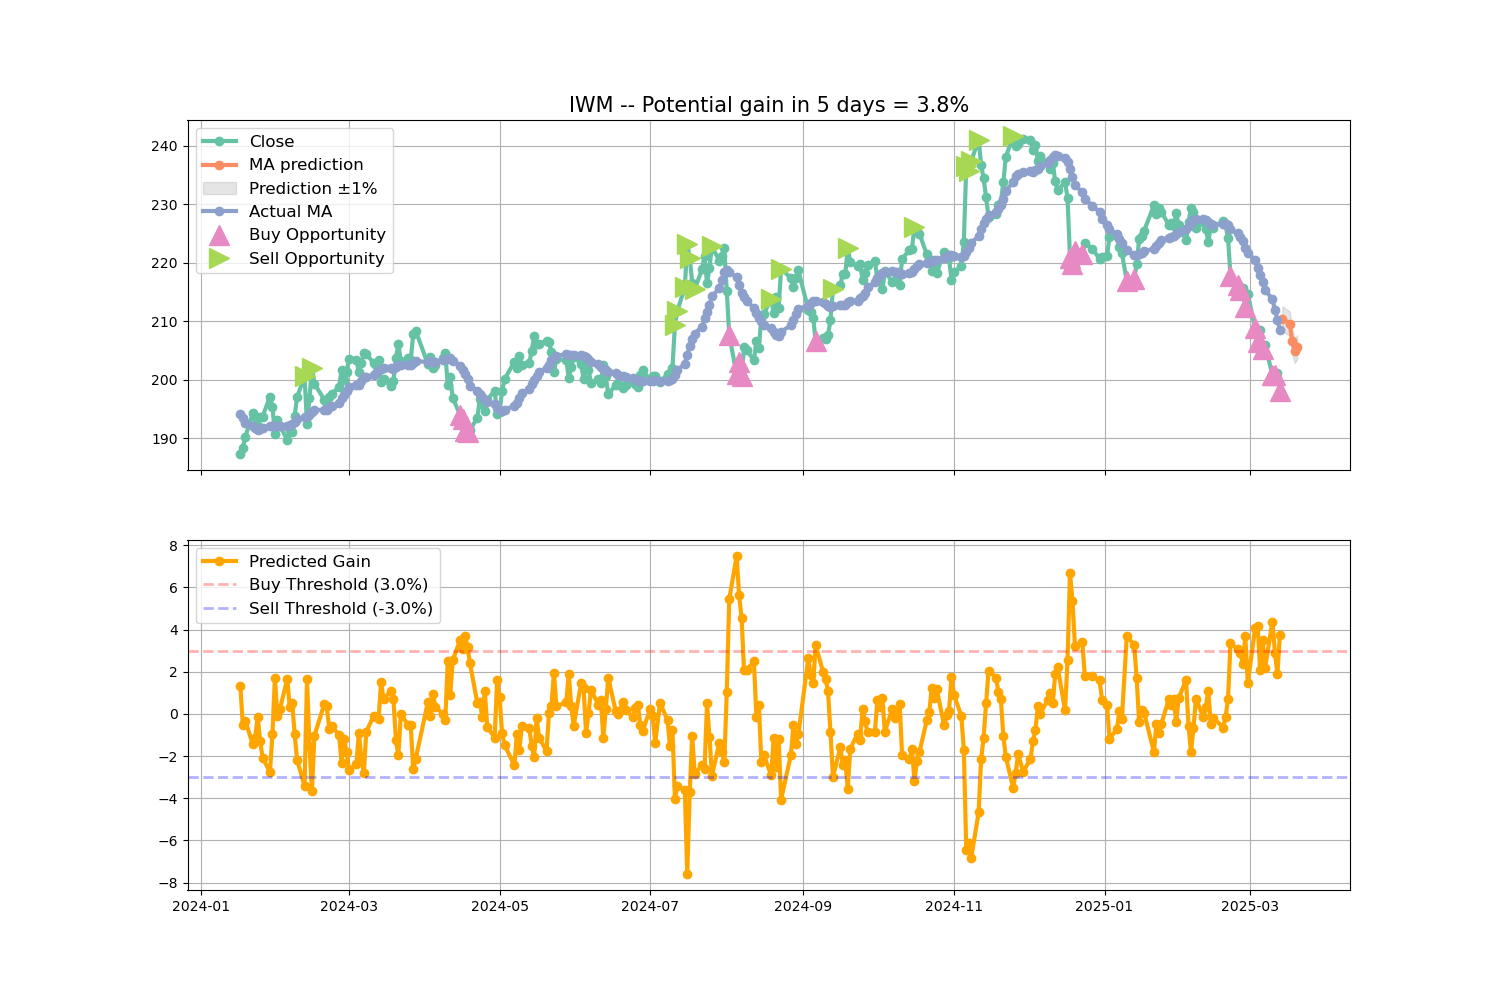 IWM -- Potential gain in 5 days = 3.8%
Close
MA prediction
Prediction ±1%
Actual MA
Buy Opportunity
Sell Opportunity
240
230
220
210
200
190
Predicted Gain
Buy Threshold (3.0%)
Sell Threshold (-3.0%)
8
6
4
2
0
−2
−4
−6
−8
2024-01
2024-03
2024-05
2024-07
2024-09
2024-11
2025-01
2025-03